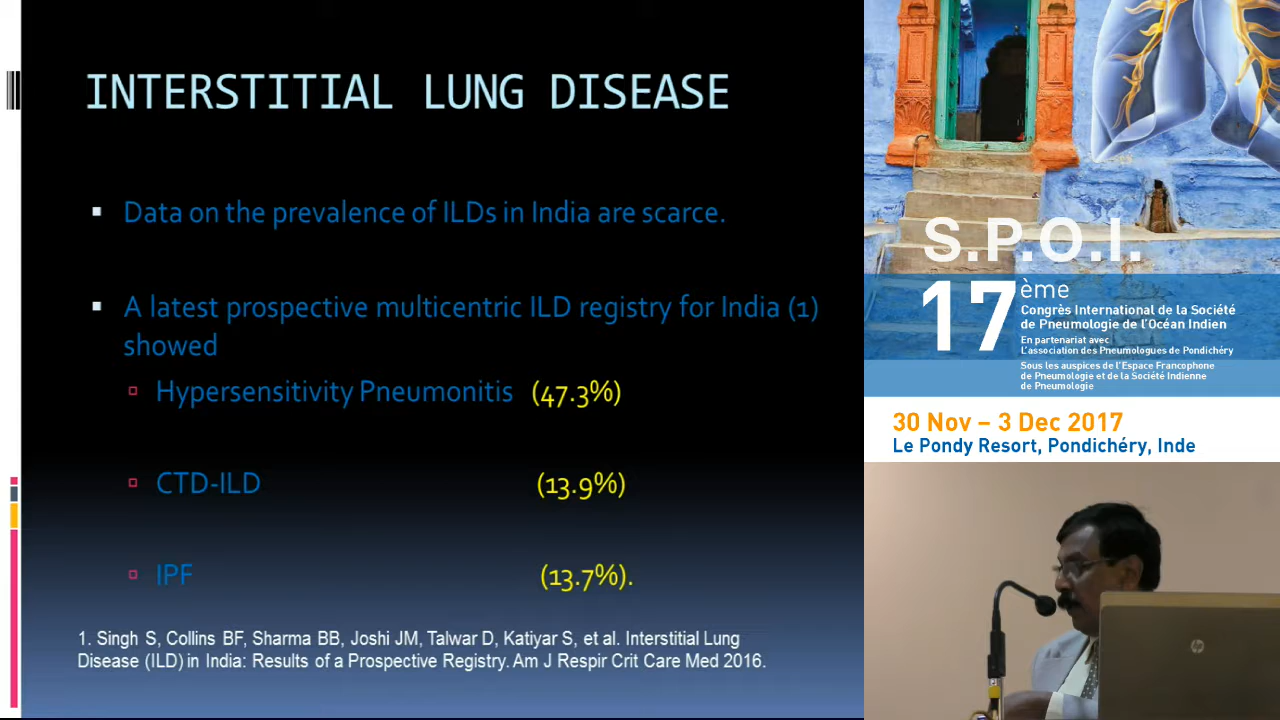 INTERSTITIAL LUNG DISEASE
Data on the prevalence of ILDs in India are scarce.
A latest prospective multicentric ILD registry for India (1)
showed
Hypersensitivity Pneumonitis (47.3%)
CTD-ILD (13.9%)
IPF (13.7%).
1. Singh S, Collins BF, Sharma BB, Joshi JM, Talwar D, Katiyar S, et al. Interstitial Lung
Disease (ILD) in India: Results of a Prospective Registry. Am J Respir Crit Care Med 2016.
S.P.O.I.
17ème
Congrès International de la Société
de Pneumologie de l'Océan Indien
En partenariat avec
L'association des Pneumologues de Pondichéry
Sous les auspices de l'Espace Francophone
de Pneumologie et de la Société Indienne
de Pneumologie
30 Nov – 3 Dec 2017
Le Pondy Resort, Pondichéry, Inde
hp